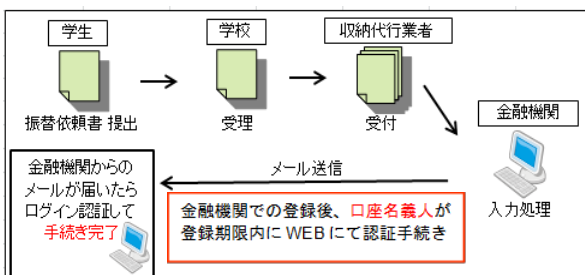 学生
学校
収納代行業者
振替依頼書 提出
受理
受付
金融機関
入力処理
メール送信
金融機関からの
メールが届いたら
ログイン認証して
手続き完了
金融機関での登録後、口座名義人が
登録期限内にWEBにて認証手続き